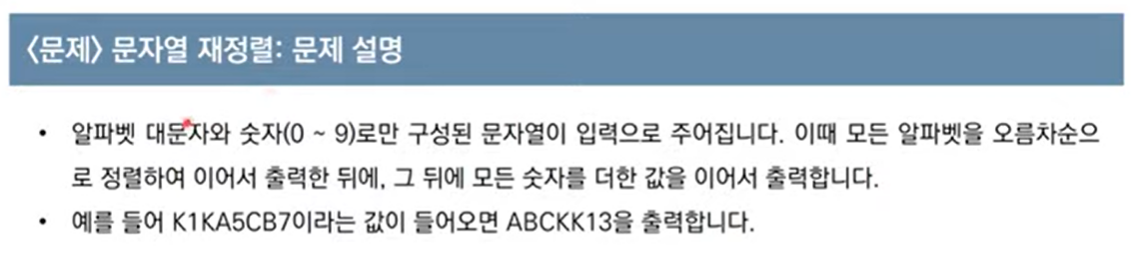 <문제> 문자열 재정렬: 문제 설명
• 알파벳 대문자와 숫자(0 ~ 9)로만 구성된 문자열이 입력으로 주어집니다. 이때 모든 알파벳을 오름차순으
로 정렬하여 이어서 출력한 뒤에, 그 뒤에 모든 숫자를 더한 값을 이어서 출력합니다.
• 예를 들어 K1KA5CB7이라는 값이 들어오면 ABCKK13을 출력합니다.